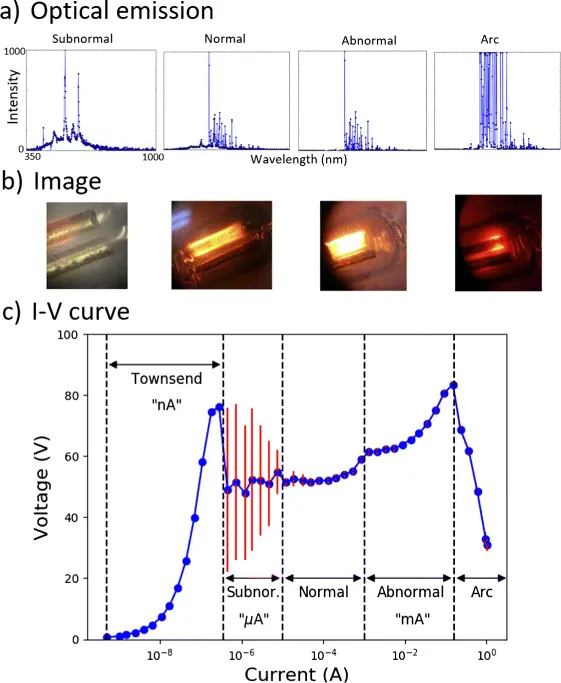 a) Optical emission
Subnormal Normal Abnormal Arc
1000
Intensity
0
350 1000 Wavelength (nm)
b) Image
c) I-V curve
100
Townsend
"nA"
80
60
Voltage (V)
40
20
Subnor. Normal Abnormal Arc
"μA" "mA"
0
10⁻⁸ 10⁻⁶ 10⁻⁴ 10⁻² 10⁰
Current (A)